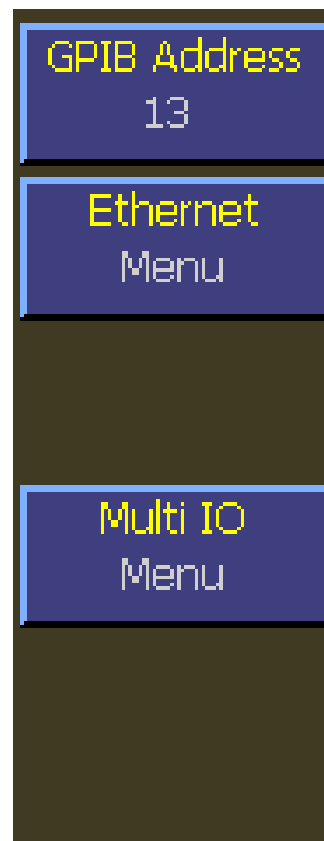 GPIB Address
13
Ethernet
Menu
Multi IO
Menu